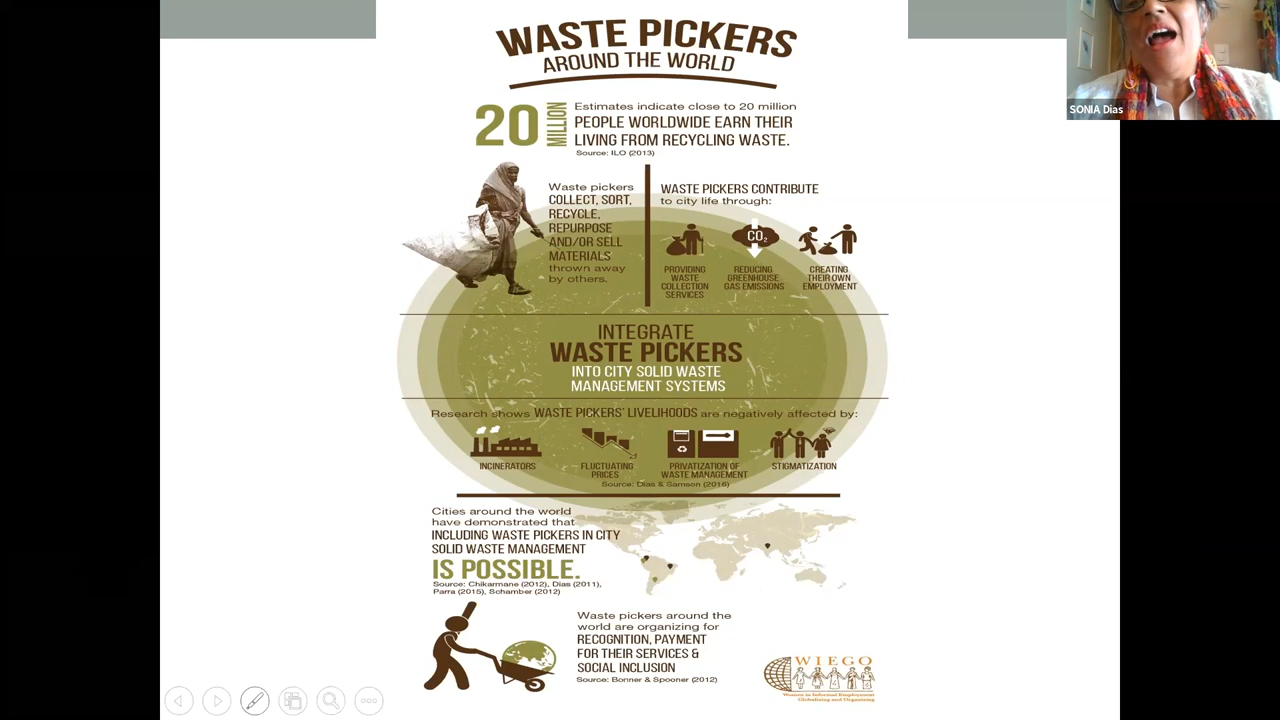 WASTE PICKERS
AROUND THE WORLD
SONIA Dias
20 MILLION
Estimates indicate close to 20 million
PEOPLE WORLDWIDE EARN THEIR
LIVING FROM RECYCLING WASTE.
Source: ILO (2013)
Waste pickers
COLLECT, SORT,
RECYCLE,
REPURPOSE
AND/OR SELL
MATERIALS
thrown away
by others.
WASTE PICKERS CONTRIBUTE
to city life through:
CO2
PROVIDING
WASTE
COLLECTION
SERVICES
REDUCING
GREENHOUSE
GAS EMISSIONS
CREATING
THEIR OWN
EMPLOYMENT
INTEGRATE
WASTE PICKERS
INTO CITY SOLID WASTE
MANAGEMENT SYSTEMS
Research shows WASTE PICKERS' LIVELIHOODS are negatively affected by:
INCINERATORS
FLUCTUATING
PRICES
PRIVATIZATION OF
WASTE MANAGEMENT
STIGMATIZATION
Source: Dias & Samson (2016)
Cities around the world
have demonstrated that
INCLUDING WASTE PICKERS IN CITY
SOLID WASTE MANAGEMENT
IS POSSIBLE.
Source: Chikarmane (2012), Dias (2011),
Parra (2015), Schamber (2012)
Waste pickers around the
world are organizing for
RECOGNITION, PAYMENT
FOR THEIR SERVICES &
SOCIAL INCLUSION
Source: Bonner & Spooner (2012)
WIEGO
Women in Informal Employment
Globalizing and Organizing